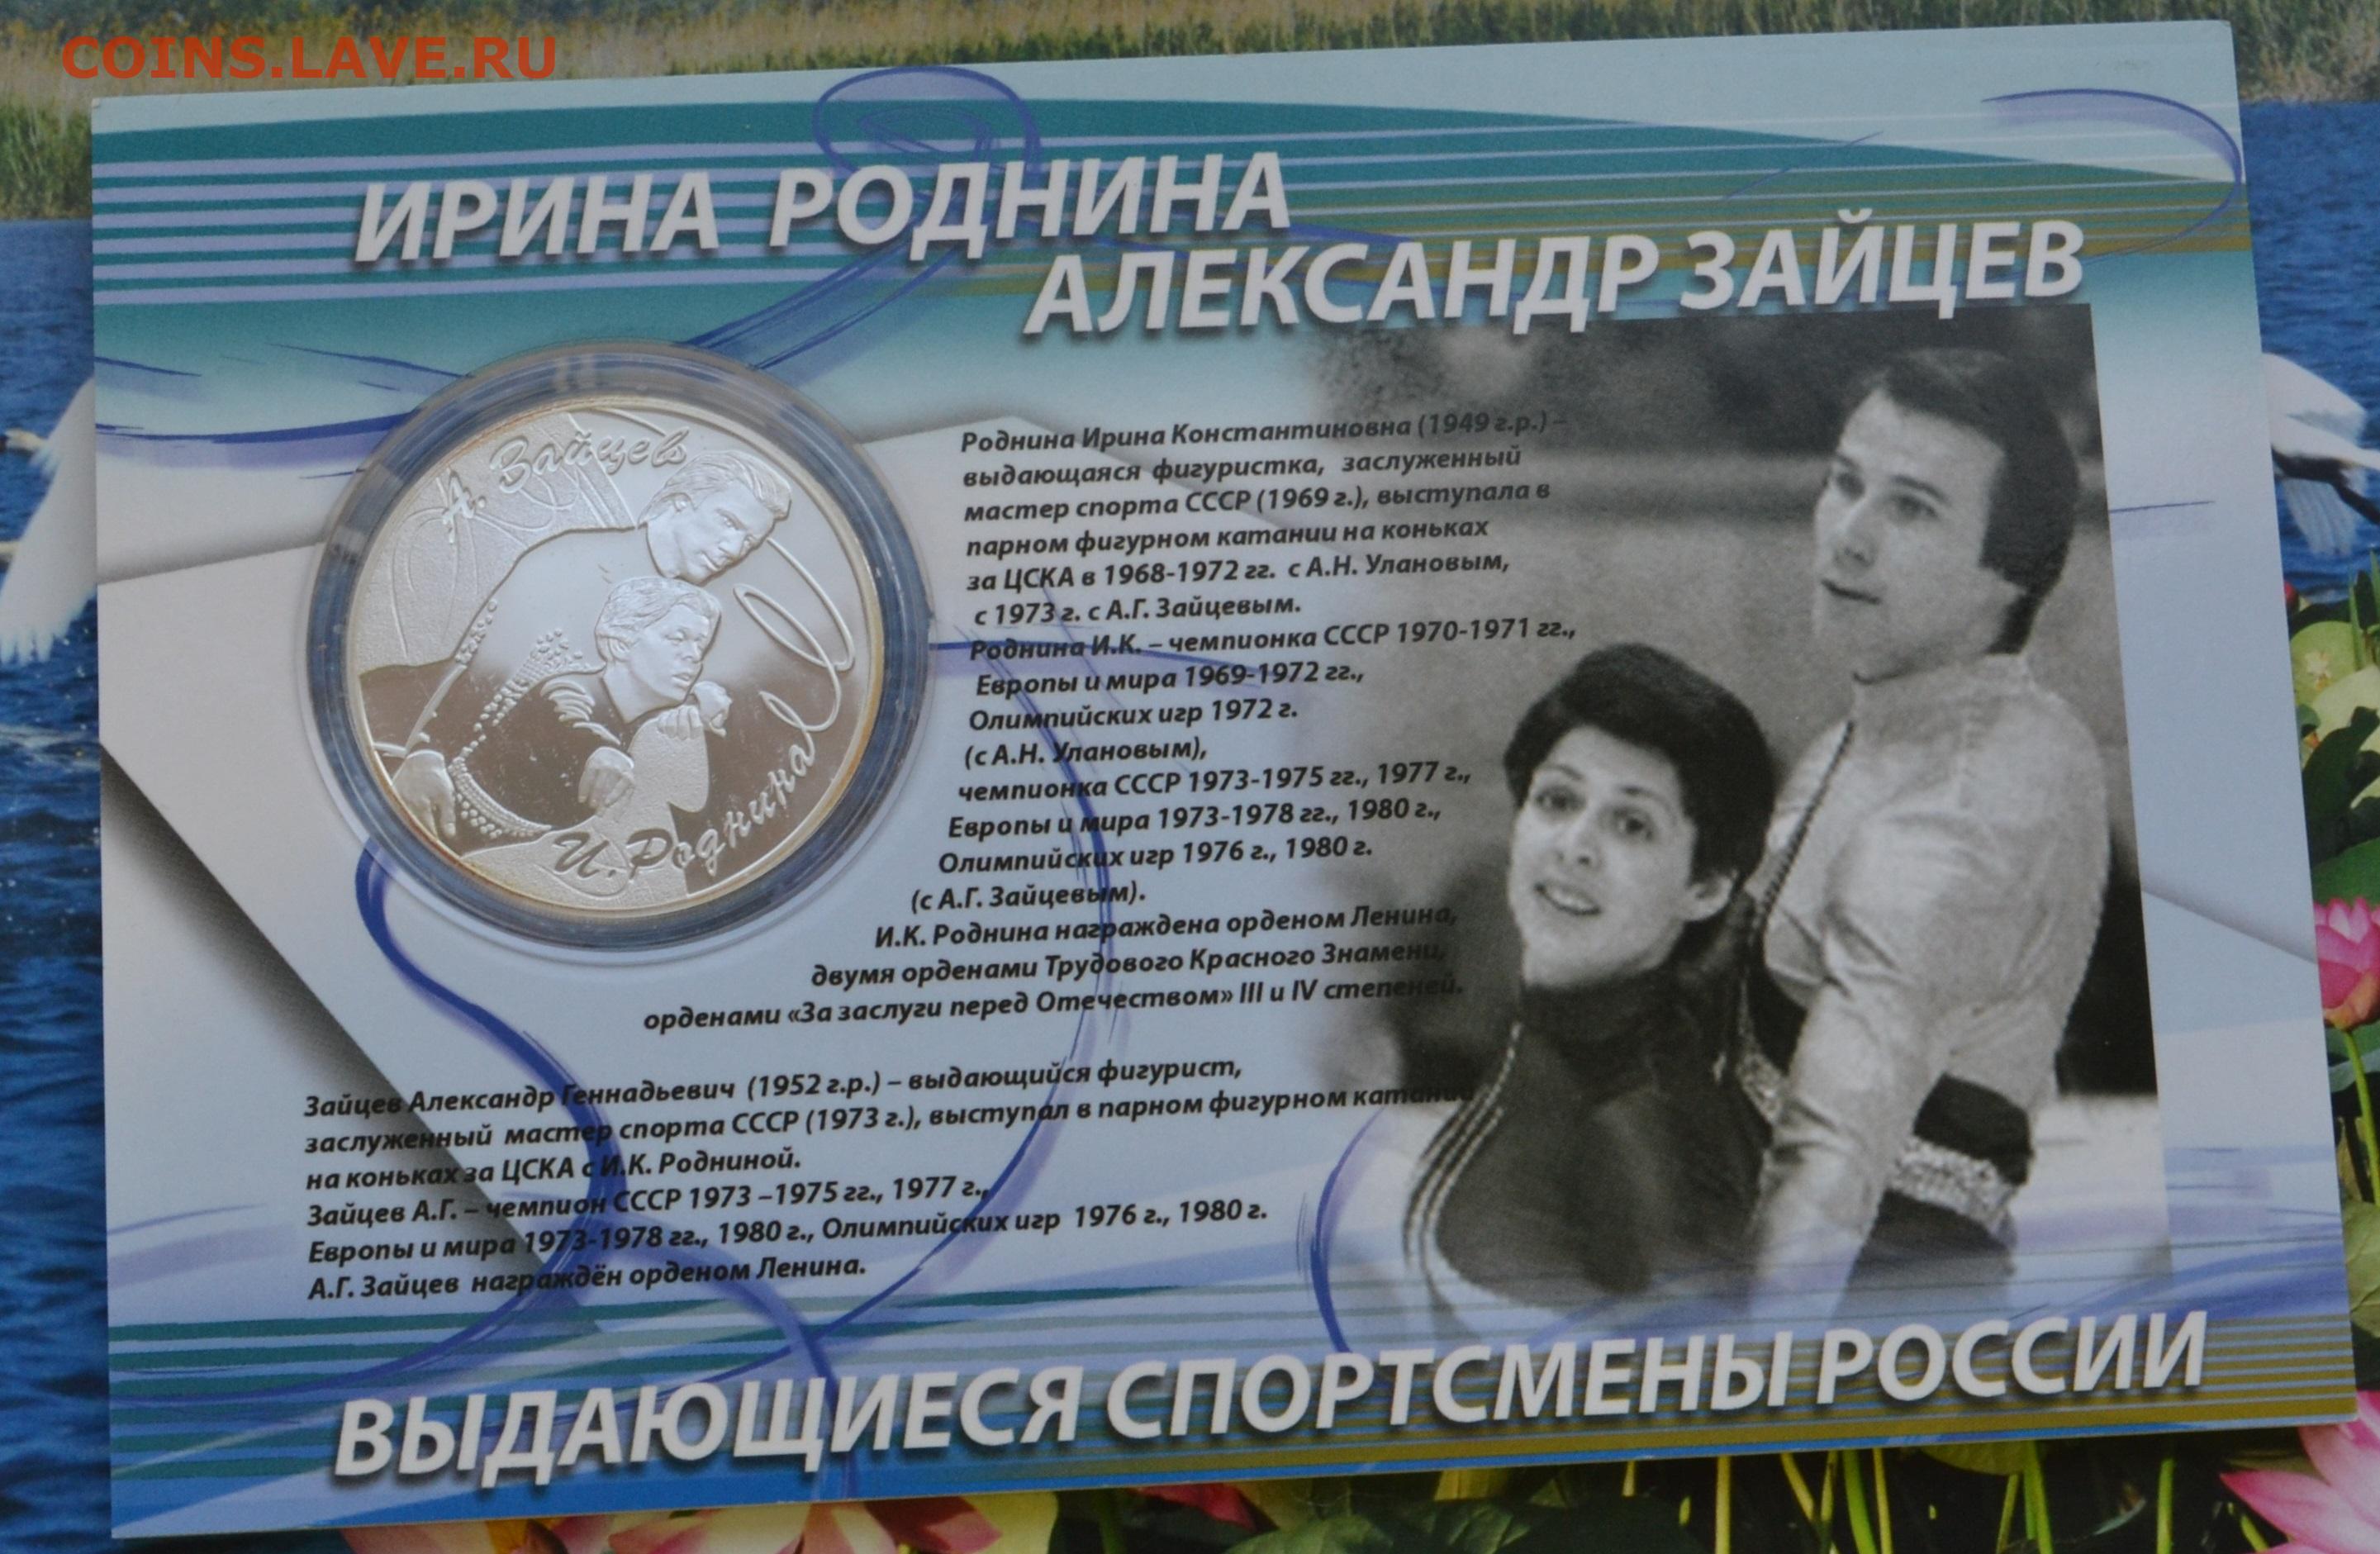 COINS.LAVE.RU
ИРИНА РОДНИНА
АЛЕКСАНДР ЗАЙЦЕВ
А. Зайцев
И. Роднина
Роднина Ирина Константиновна (1949 г.р.) –
выдающаяся фигуристка, заслуженный
мастер спорта СССР (1969 г.), выступала в
парном фигурном катании на коньках
за ЦСКА в 1968-1972 гг. с А.Н. Улановым,
с 1973 г. с А.Г. Зайцевым.
Роднина И.К. – чемпионка СССР 1970-1971 гг.,
Европы и мира 1969-1972 гг.,
Олимпийских игр 1972 г.
(с А.Н. Улановым),
чемпионка СССР 1973-1975 гг., 1977 г.,
Европы и мира 1973-1978 гг., 1980 г.,
Олимпийских игр 1976 г., 1980 г.
(с А.Г. Зайцевым).
И.К. Роднина награждена орденом Ленина,
двумя орденами Трудового Красного Знамени,
орденами «За заслуги перед Отечеством» III и IV степеней.
Зайцев Александр Геннадьевич (1952 г.р.) – выдающийся фигурист,
заслуженный мастер спорта СССР (1973 г.), выступал в парном фигурном катании
на коньках за ЦСКА с И.К. Родниной.
Зайцев А.Г. – чемпион СССР 1973 –1975 гг., 1977 г.,
Европы и мира 1973-1978 гг., 1980 г., Олимпийских игр 1976 г., 1980 г.
А.Г. Зайцев награждён орденом Ленина.
ВЫДАЮЩИЕСЯ СПОРТСМЕНЫ РОССИИ